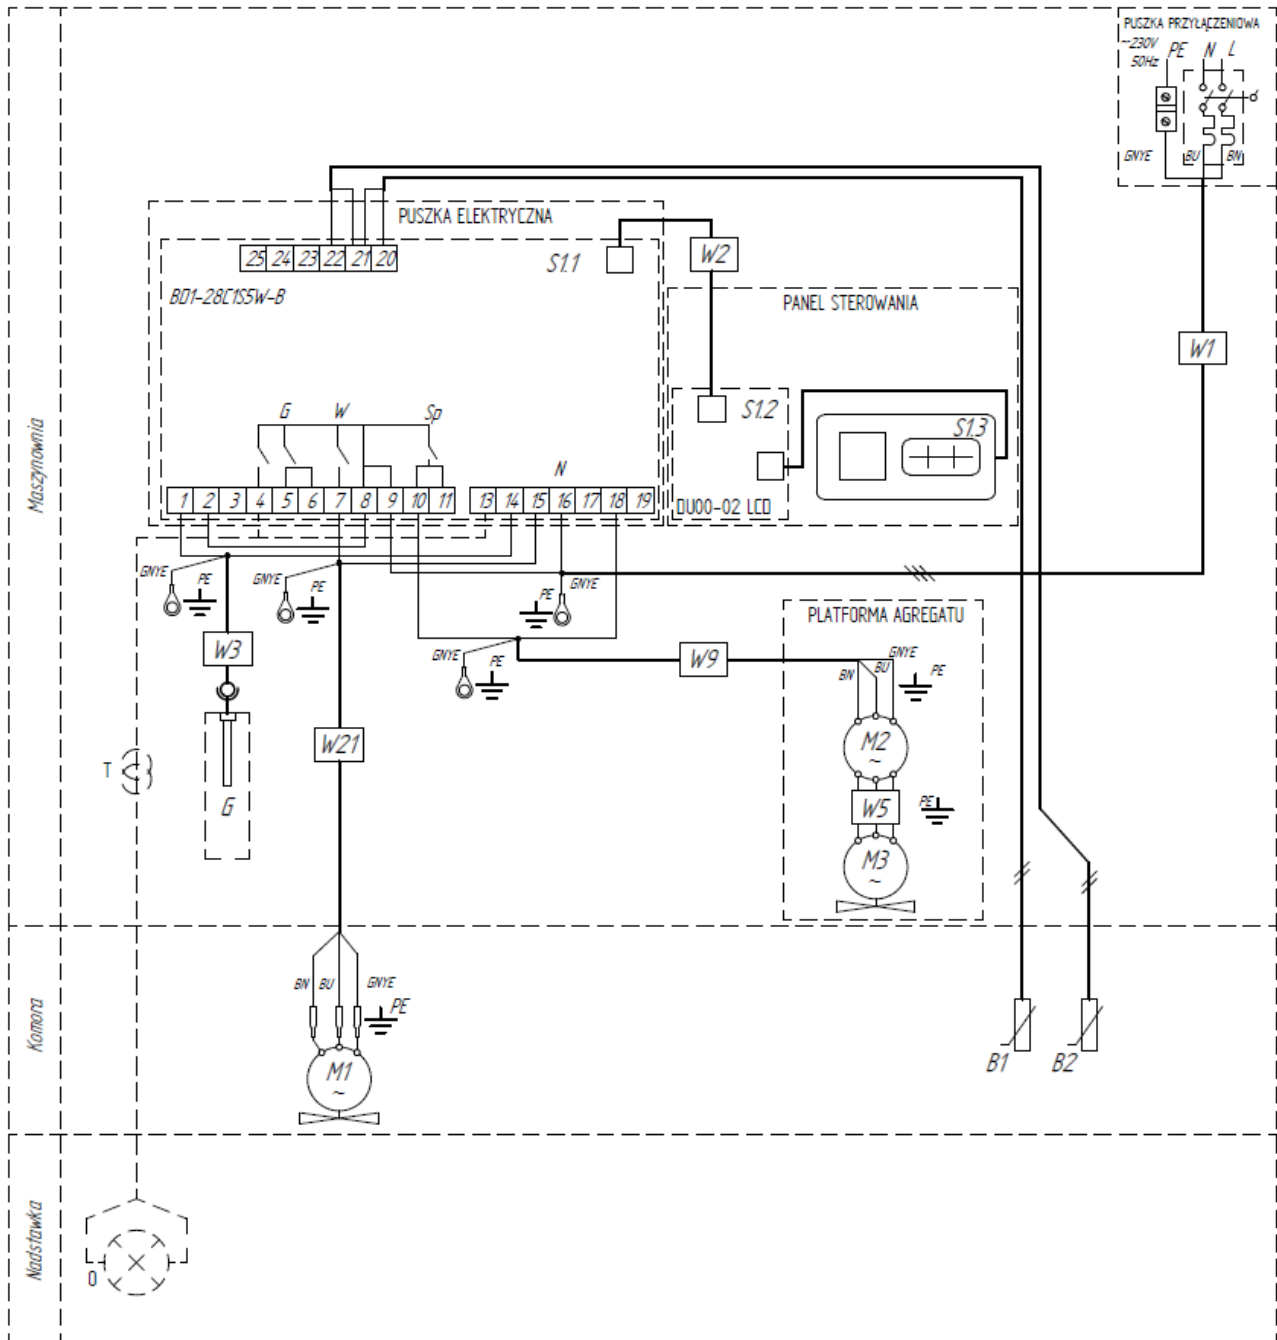 PUSZKA PRZYŁĄCZENIOWA
~230V
50Hz
PE N L
GNYE BU BN
PUSZKA ELEKTRYCZNA
25 24 23 22 21 20
S1.1
W2
BD1-28C1S5W-B
PANEL STEROWANIA
W1
S1.2
S1.3
DU00-02 LCD
G W Sp
N
1 2 3 4 5 6 7 8 9 10 11
13 14 15 16 17 18 19
Maszynownia
GNYE PE
GNYE PE
PE GNYE
GNYE PE
W3
W21
W9
PLATFORMA AGREGATU
BN BU GNYE PE
M2
~
W5
PE
M3
~
T
G
Komora
BN BU GNYE
PE
M1
~
B1
B2
Nadstawka
O